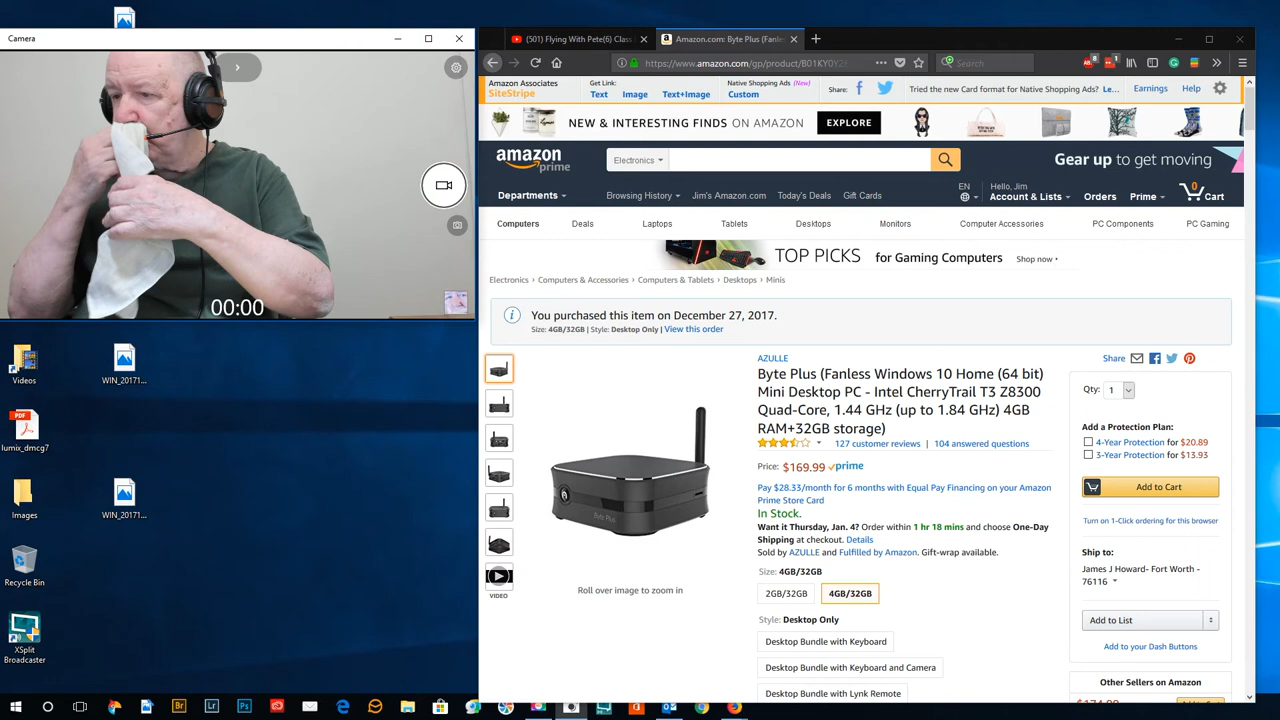 Camera
00:00
Videos
WIN_20171...
PDF
lumix_dmcg7
Images
WIN_20171...
Recycle Bin
XSplit
Broadcaster
(501) Flying With Pete(6) Class
Amazon.com: Byte Plus (Fanles
https://www.amazon.com/gp/product/B01KY0Y2
Search
Amazon Associates
SiteStripe
Get Link:
Text Image Text+Image
Native Shopping Ads (New)
Custom
Share:
Tried the new Card format for Native Shopping Ads? Le...
Earnings Help
NEW & INTERESTING FINDS ON AMAZON EXPLORE
amazon
prime
Electronics
Gear up to get moving
Departments
Browsing History Jim's Amazon.com Today's Deals Gift Cards
EN
Hello, Jim
Account & Lists
Orders Prime
0
Cart
Computers Deals Laptops Tablets Desktops Monitors Computer Accessories PC Components PC Gaming
TOP PICKS for Gaming Computers Shop now ›
Electronics › Computers & Accessories › Computers & Tablets › Desktops › Minis
You purchased this item on December 27, 2017.
Size: 4GB/32GB | Style: Desktop Only | View this order
VIDEO
Byte Plus
Roll over image to zoom in
AZULLE
Byte Plus (Fanless Windows 10 Home (64 bit)
Mini Desktop PC - Intel CherryTrail T3 Z8300
Quad-Core, 1.44 GHz (up to 1.84 GHz) 4GB
RAM+32GB storage)
127 customer reviews | 104 answered questions
Price: $169.99 prime
Pay $28.33/month for 6 months with Equal Pay Financing on your Amazon
Prime Store Card
In Stock.
Want it Thursday, Jan. 4? Order within 1 hr 18 mins and choose One-Day
Shipping at checkout. Details
Sold by AZULLE and Fulfilled by Amazon. Gift-wrap available.
Size: 4GB/32GB
2GB/32GB 4GB/32GB
Style: Desktop Only
Desktop Bundle with Keyboard
Desktop Bundle with Keyboard and Camera
Desktop Bundle with Lynk Remote
Share
Qty: 1
Add a Protection Plan:
4-Year Protection for $20.89
3-Year Protection for $13.93
Add to Cart
Turn on 1-Click ordering for this browser
Ship to:
James J Howard- Fort Worth -
76116
Add to List
Add to your Dash Buttons
Other Sellers on Amazon